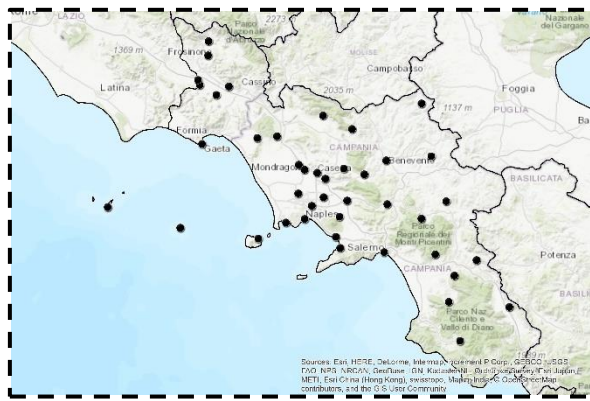 LAZIO
2273 m
Parco
Nazionale
del Gargano
1369 m
Frosinone
MOLISE
Cassino
Campobasso
Latina
2035 m
Foggia
1137 m
PUGLIA
Formia
Gaeta
CAMPANIA
Mondragone
Caserta
Benevento
BASILICATA
Naples
Parco
Regionale dei
Monti Picentini
Salerno
Potenza
CAMPANIA
Parco Naz
Cilento e
Vallo di Diano
Sources: Esri, HERE, DeLorme, Intermap, increment P Corp., GEBCO, USGS,
FAO, NPS, NRCAN, GeoBase, IGN, Kadaster NL, Ordnance Survey, Esri Japan,
METI, Esri China (Hong Kong), swisstopo, MapmyIndia, © OpenStreetMap
contributors, and the GIS User Community